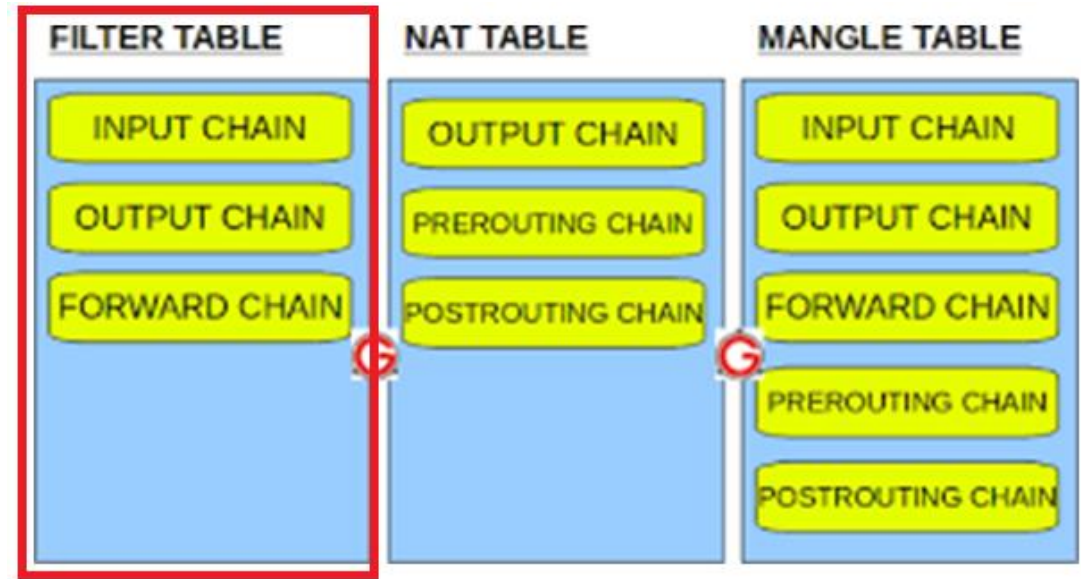 FILTER TABLE
INPUT CHAIN
OUTPUT CHAIN
FORWARD CHAIN
NAT TABLE
OUTPUT CHAIN
PREROUTING CHAIN
POSTROUTING CHAIN
MANGLE TABLE
INPUT CHAIN
OUTPUT CHAIN
FORWARD CHAIN
PREROUTING CHAIN
POSTROUTING CHAIN
G
G